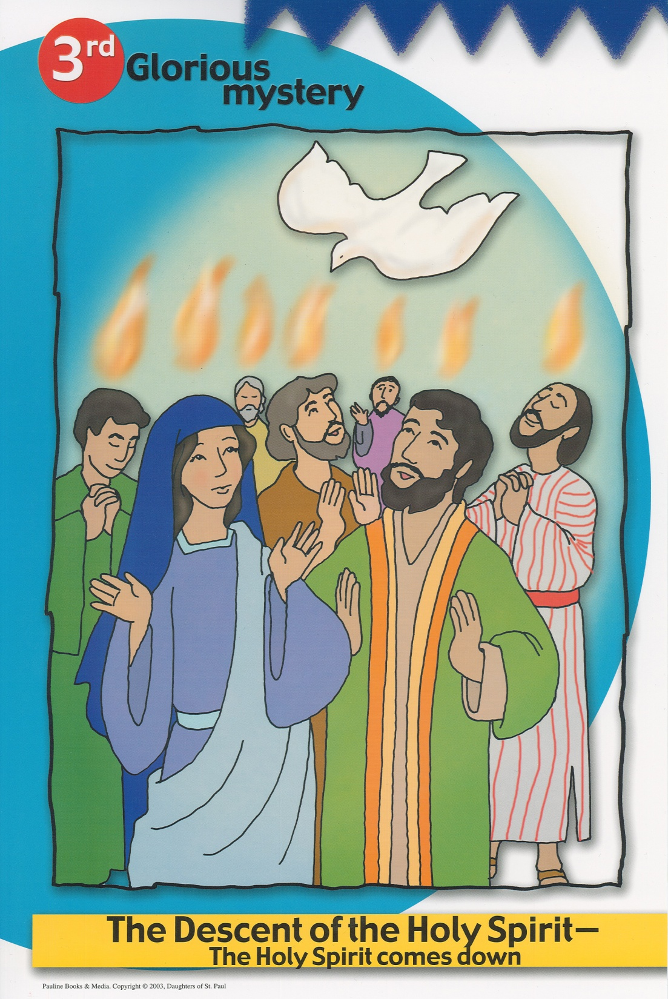 3rd
Glorious
mystery
The Descent of the Holy Spirit—
The Holy Spirit comes down
Pauline Books & Media. Copyright © 2003, Daughters of St. Paul